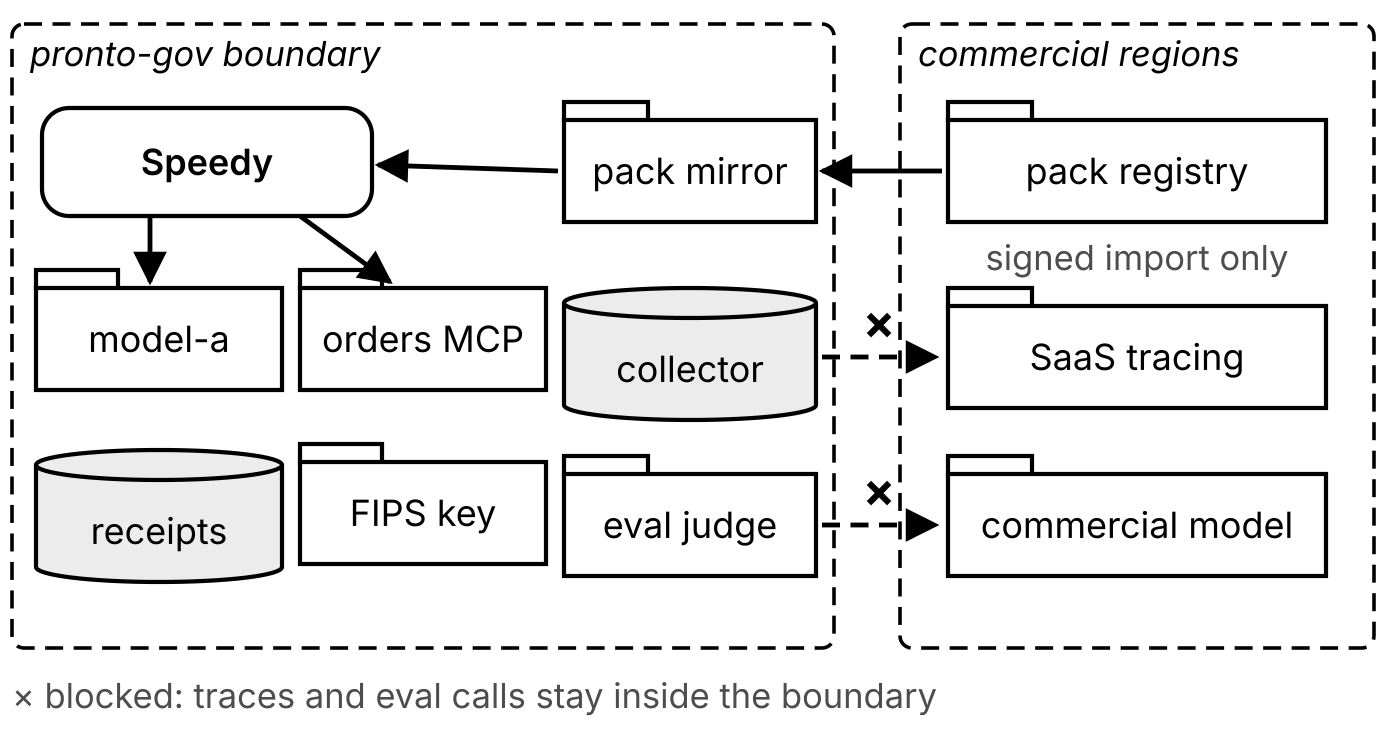 pronto-gov boundary
commercial regions
Speedy
pack mirror
pack registry
signed import only
model-a
orders MCP
collector
×
SaaS tracing
receipts
FIPS key
eval judge
×
commercial model
× blocked: traces and eval calls stay inside the boundary